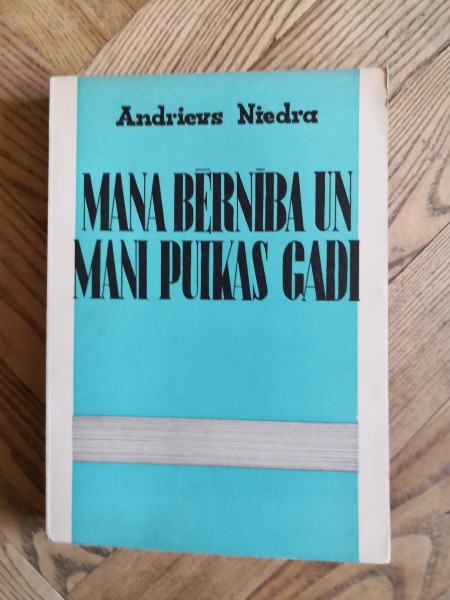 Andrievs Niedra
MANA BĒRNĪBA UN
MANI PUIKAS GADI